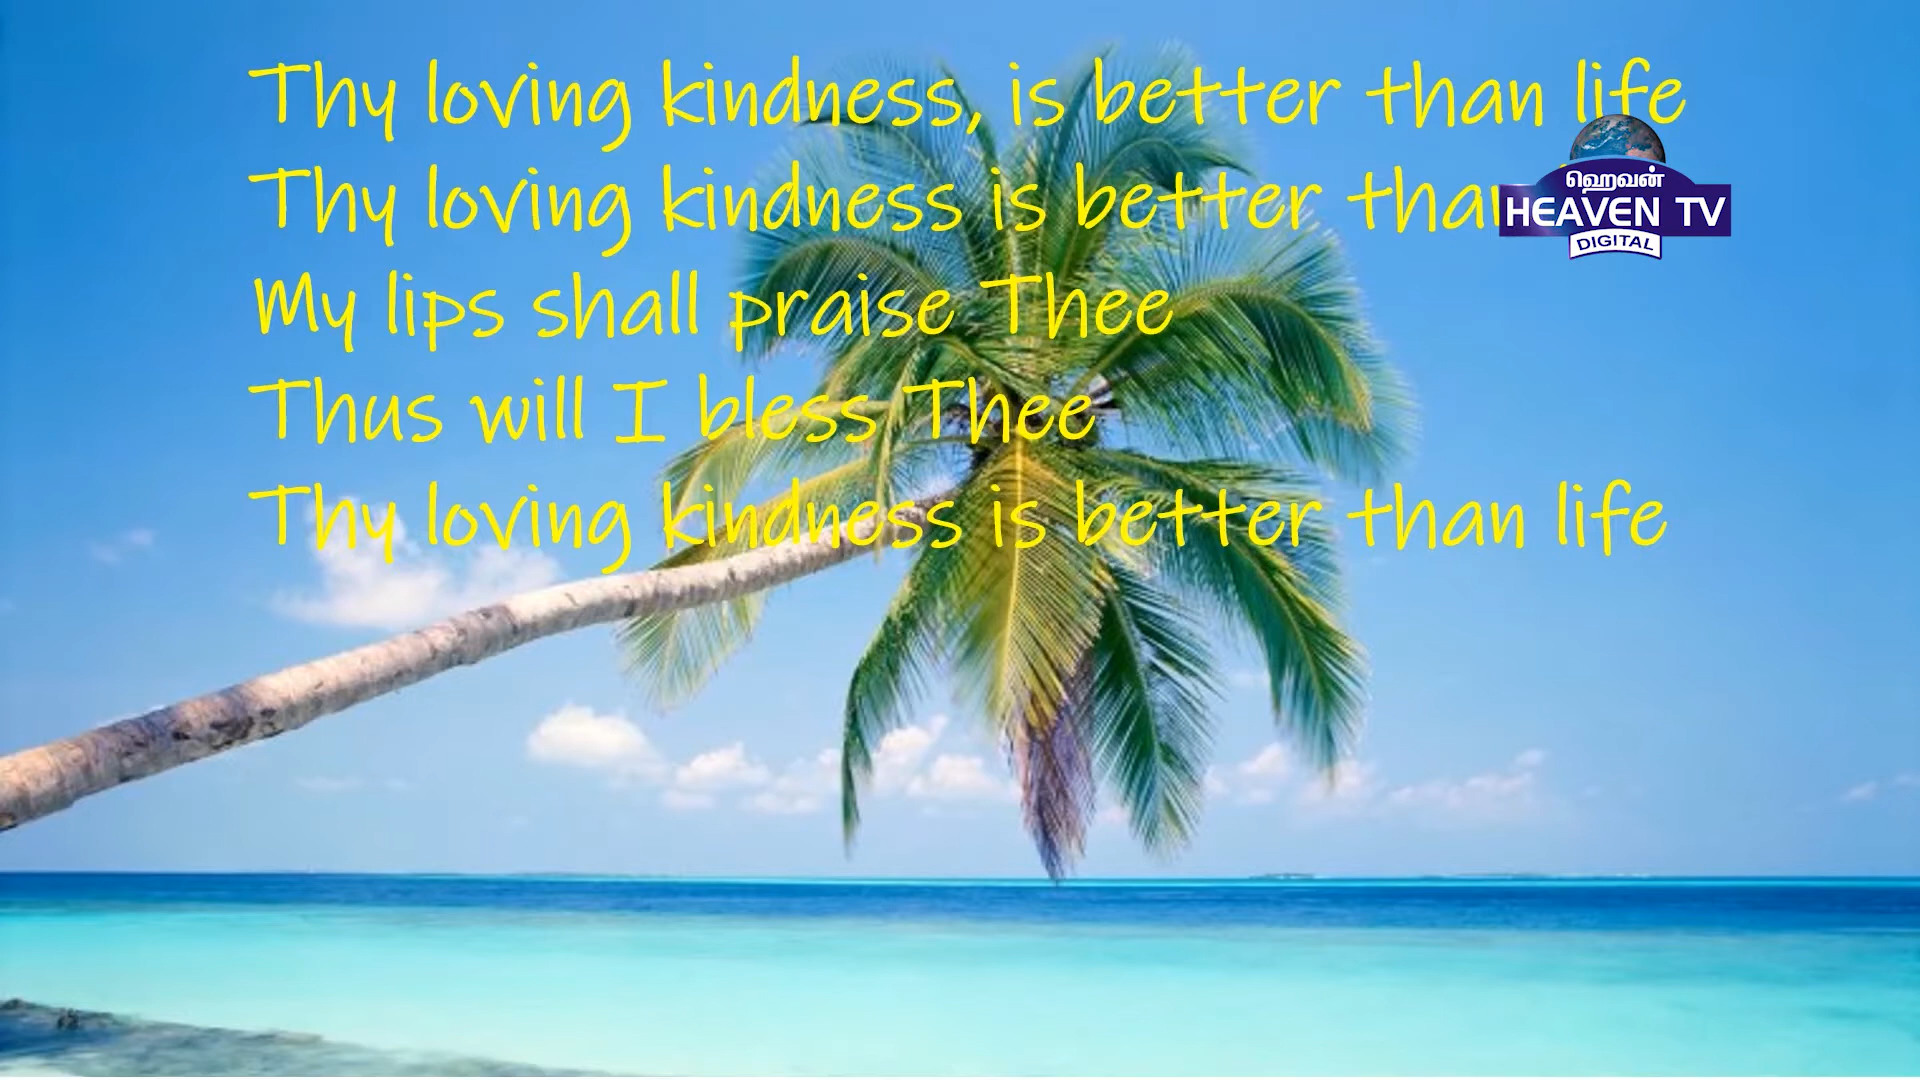 Thy loving kindness, is better than life
Thy loving kindness is better than
My lips shall praise Thee
Thus will I bless Thee
Thy loving kindness is better than life
ஹெவன்
HEAVEN TV
DIGITAL